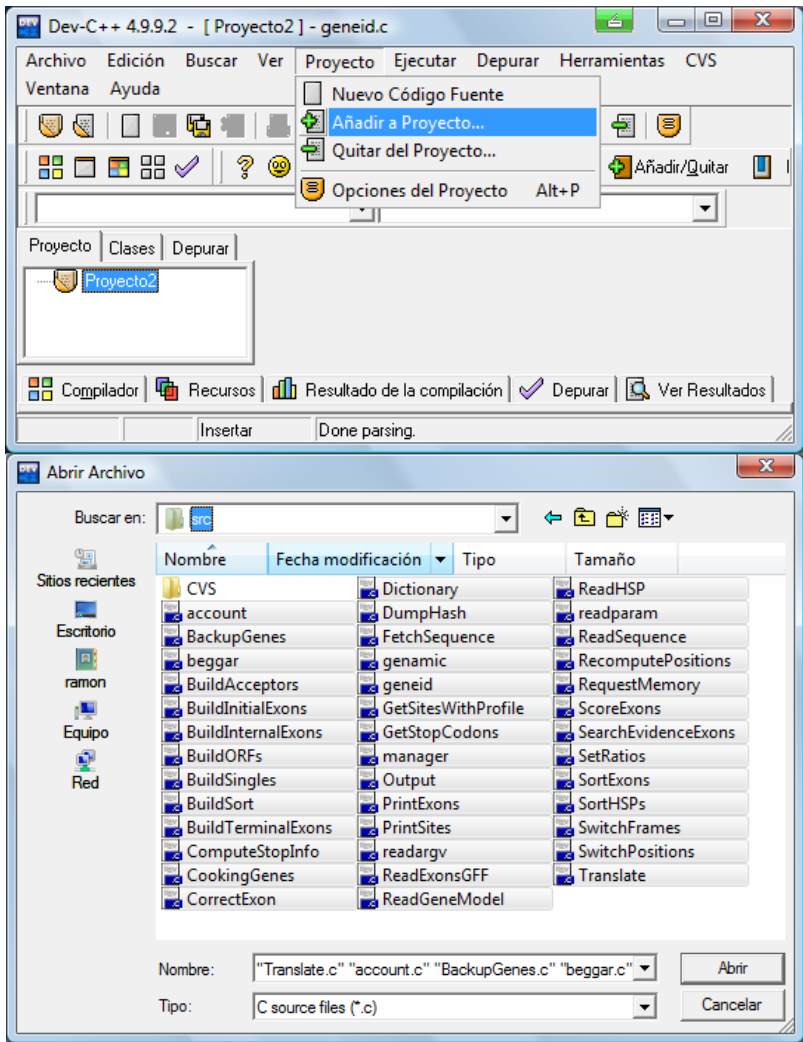 Dev-C++ 4.9.9.2 - [ Proyecto2 ] - geneid.c
Archivo Edición Buscar Ver Proyecto Ejecutar Depurar Herramientas CVS
Ventana Ayuda
Nuevo Código Fuente
Añadir a Proyecto...
Quitar del Proyecto...
Opciones del Proyecto Alt+P
Añadir/Quitar
Proyecto Clases Depurar
Proyecto2
Compilador Recursos Resultado de la compilación Depurar Ver Resultados
Insertar Done parsing.
Abrir Archivo
Buscar en: src
Nombre Fecha modificación Tipo Tamaño
Sitios recientes
Escritorio
ramon
Equipo
Red
CVS Dictionary ReadHSP
account DumpHash readparam
BackupGenes FetchSequence ReadSequence
beggar genamic RecomputePositions
BuildAcceptors geneid RequestMemory
BuildInitialExons GetSitesWithProfile ScoreExons
BuildInternalExons GetStopCodons SearchEvidenceExons
BuildORFs manager SetRatios
BuildSingles Output SortExons
BuildSort PrintExons SortHSPs
BuildTerminalExons PrintSites SwitchFrames
ComputeStopInfo readargv SwitchPositions
CookingGenes ReadExonsGFF Translate
CorrectExon ReadGeneModel
Nombre: "Translate.c" "account.c" "BackupGenes.c" "beggar.c" Abrir
Tipo: C source files (*.c) Cancelar